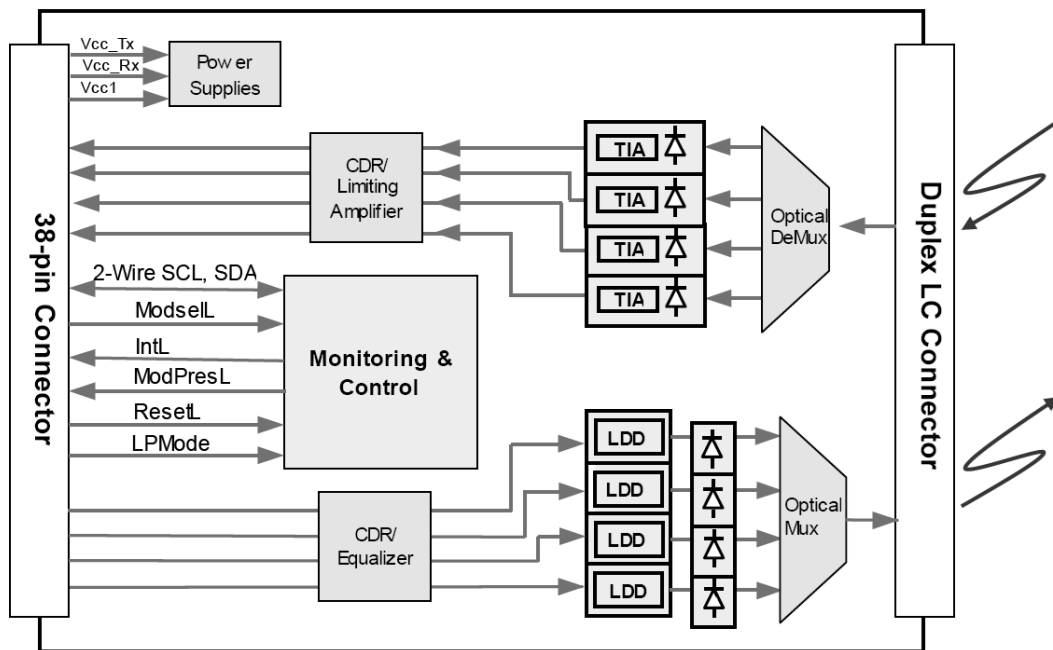 Vcc_Tx
Vcc_Rx
Vcc1
Power
Supplies
38-pin Connector
CDR/
Limiting
Amplifier
TIA
TIA
TIA
TIA
Optical
DeMux
Duplex LC Connector
2-Wire SCL, SDA
ModselL
IntL
ModPresL
ResetL
LPMode
Monitoring &
Control
CDR/
Equalizer
LDD
LDD
LDD
LDD
Optical
Mux